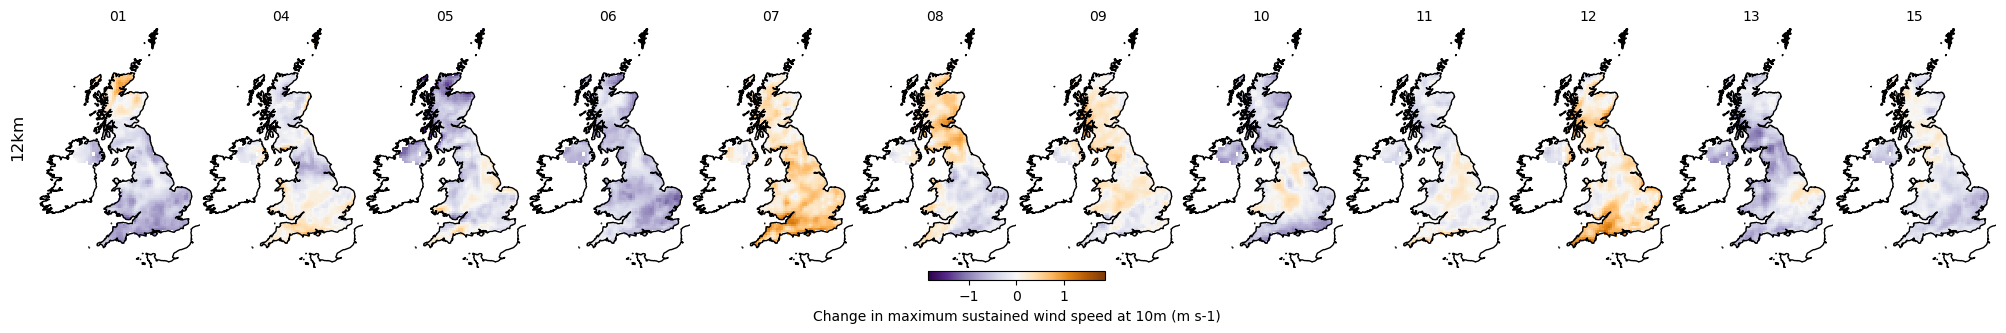 01 04 05 06 07 08 09 10 11 12 13 15
12km
−1 0 1
Change in maximum sustained wind speed at 10m (m s-1)